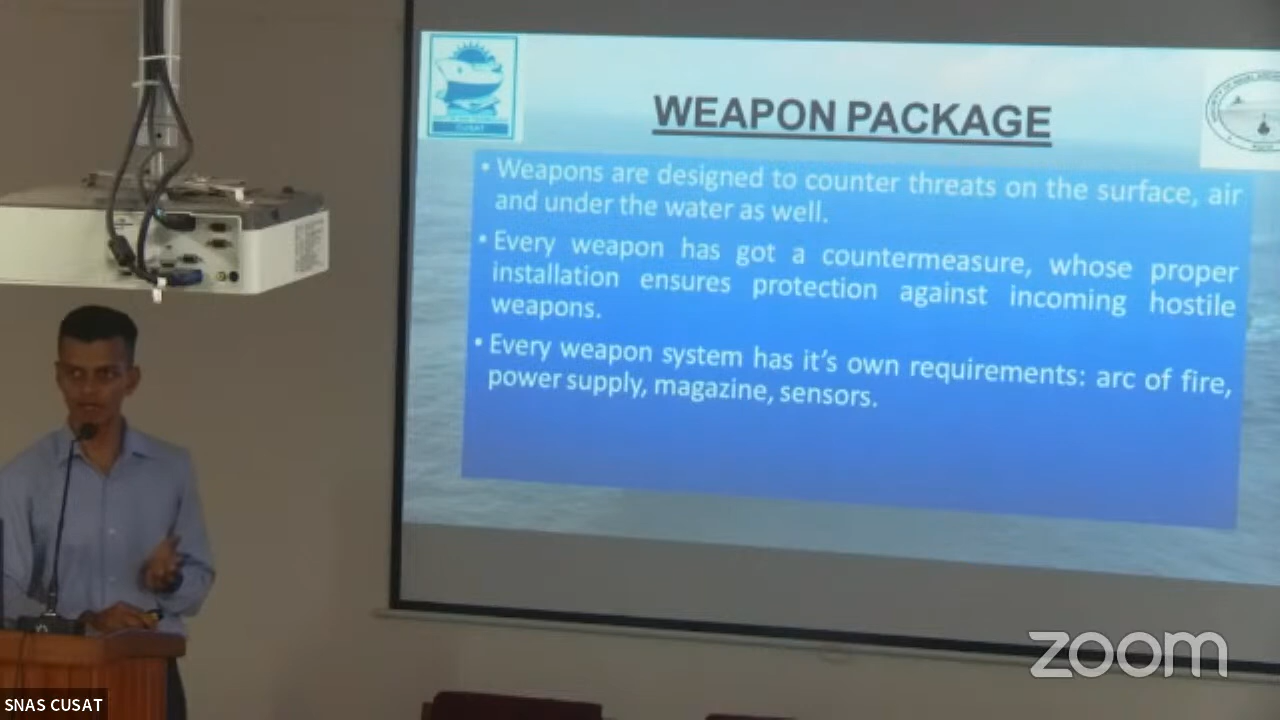 WEAPON PACKAGE
• Weapons are designed to counter threats on the surface, air
and under the water as well.
• Every weapon has got a countermeasure, whose proper
installation ensures protection against incoming hostile
weapons.
• Every weapon system has it's own requirements: arc of fire,
power supply, magazine, sensors.
CUSAT
zoom
SNAS CUSAT